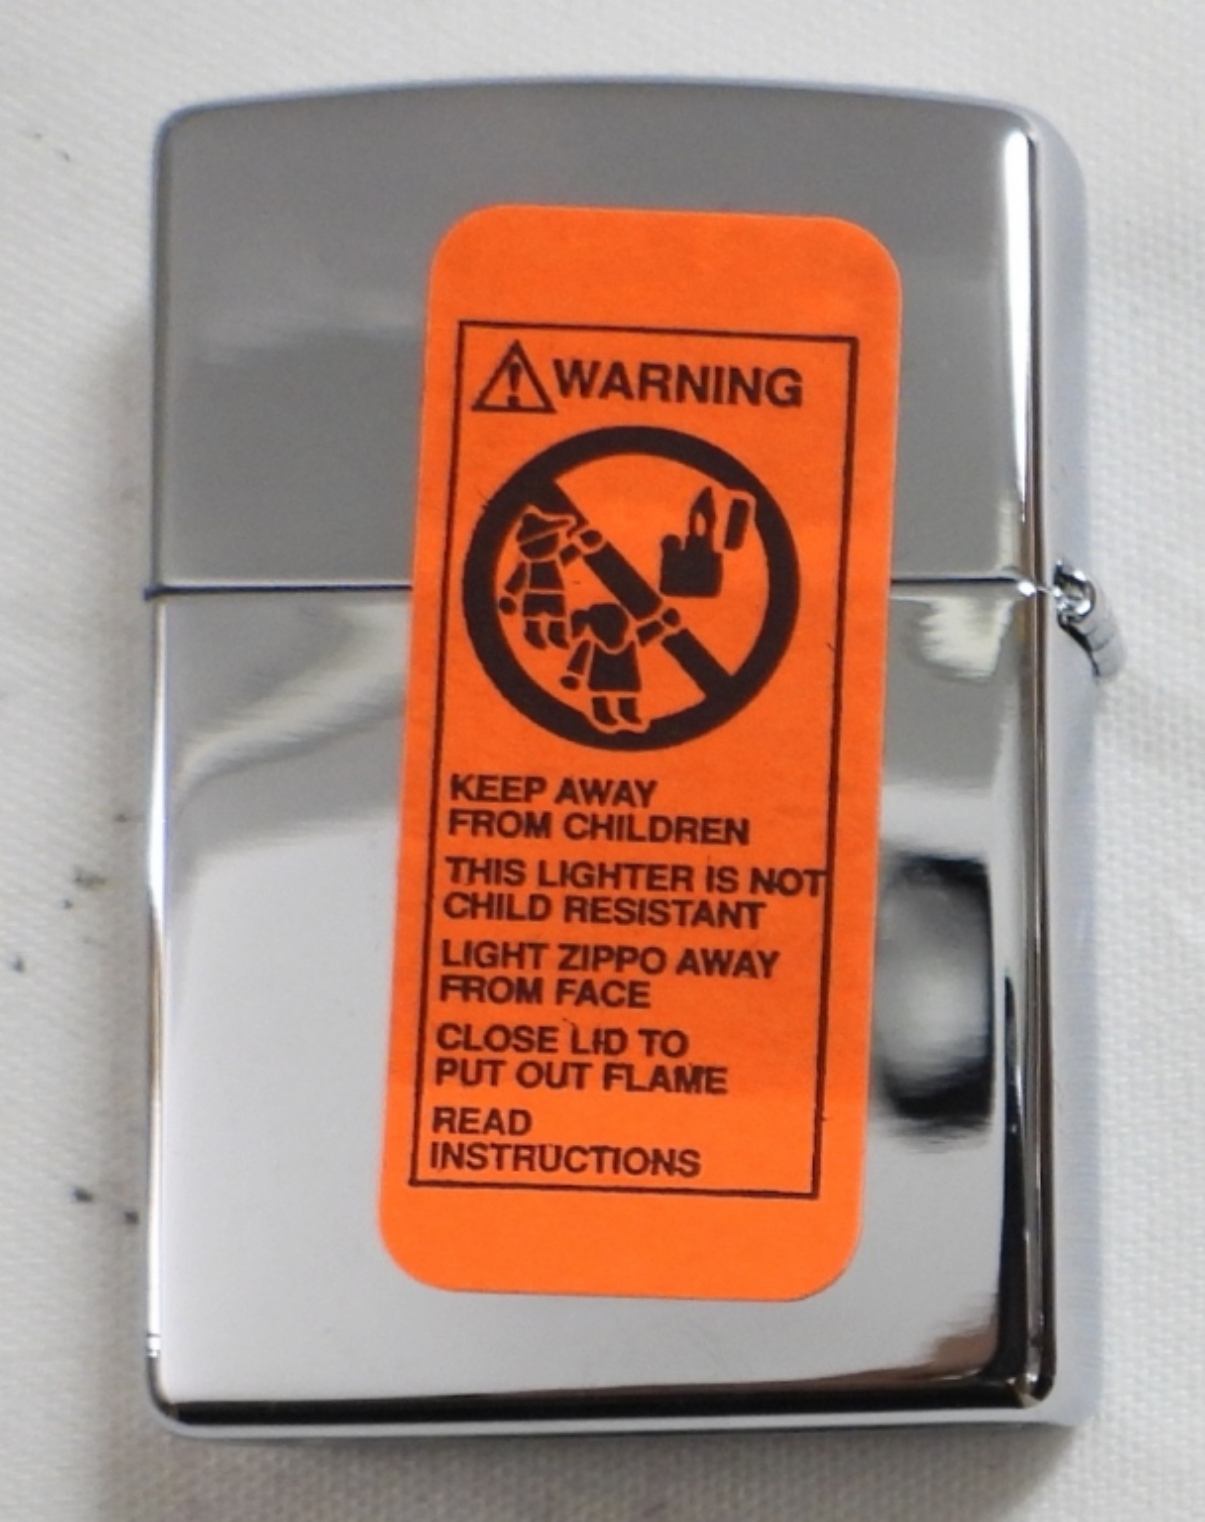 WARNING
KEEP AWAY
FROM CHILDREN
THIS LIGHTER IS NOT
CHILD RESISTANT
LIGHT ZIPPO AWAY
FROM FACE
CLOSE LID TO
PUT OUT FLAME
READ
INSTRUCTIONS